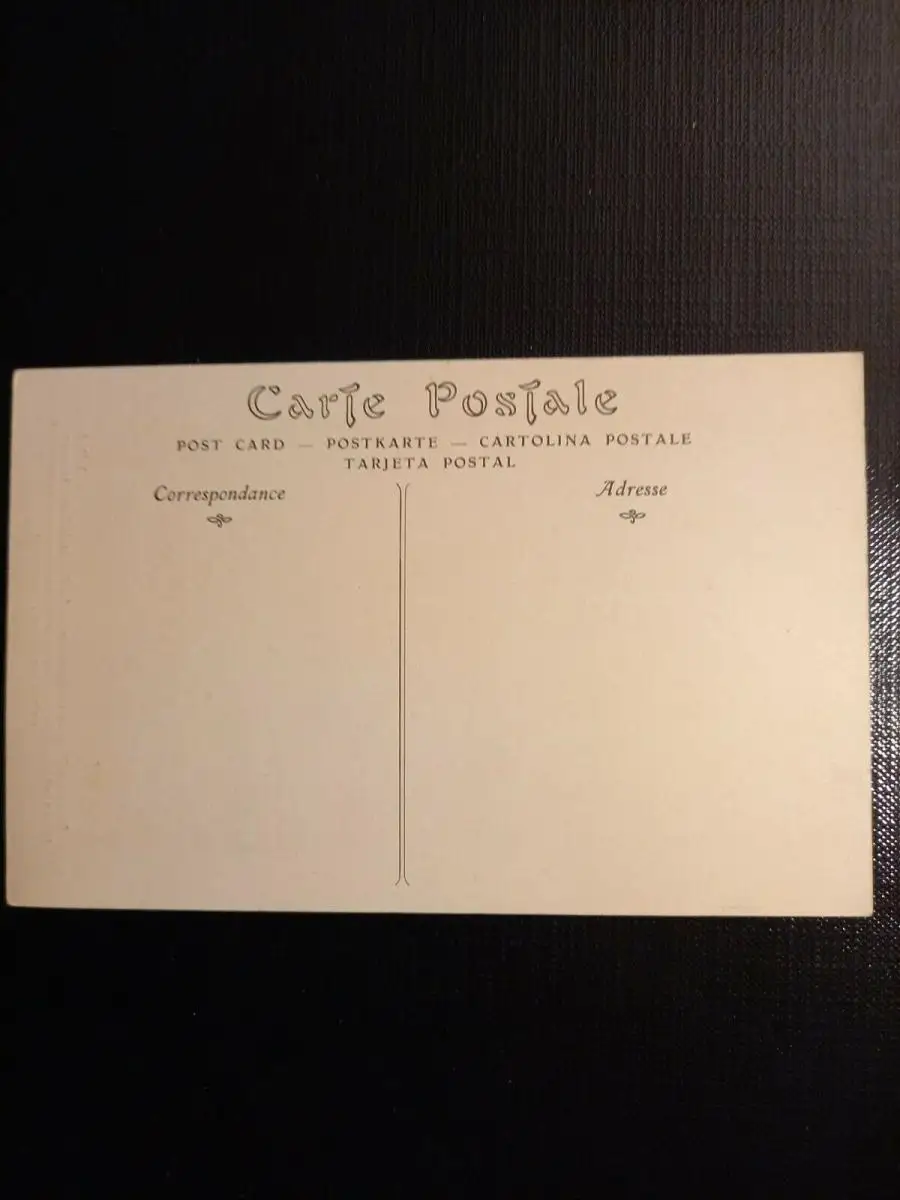 Carte Postale
POST CARD — POSTKARTE — CARTOLINA POSTALE
TARJETA POSTAL
Correspondance
Adresse